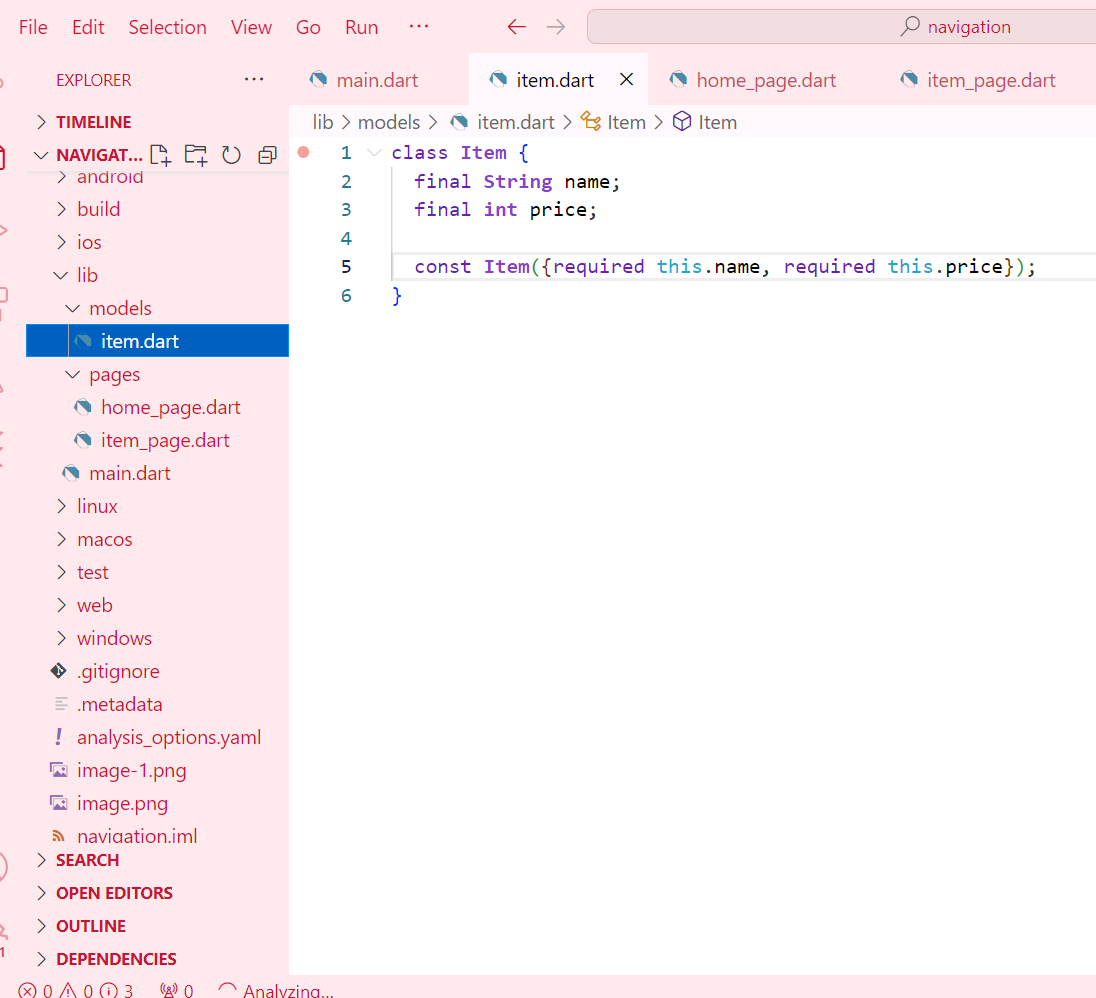 File Edit Selection View Go Run ···
navigation
EXPLORER ···
TIMELINE
NAVIGAT...
android
build
ios
lib
models
item.dart
pages
home_page.dart
item_page.dart
main.dart
linux
macos
test
web
windows
.gitignore
.metadata
analysis_options.yaml
image-1.png
image.png
navigation.iml
SEARCH
OPEN EDITORS
OUTLINE
DEPENDENCIES
main.dart item.dart home_page.dart item_page.dart
lib > models > item.dart > Item > Item
1 class Item {
2 final String name;
3 final int price;
4
5 const Item({required this.name, required this.price});
6 }
0 0 3 0 Analyzing...